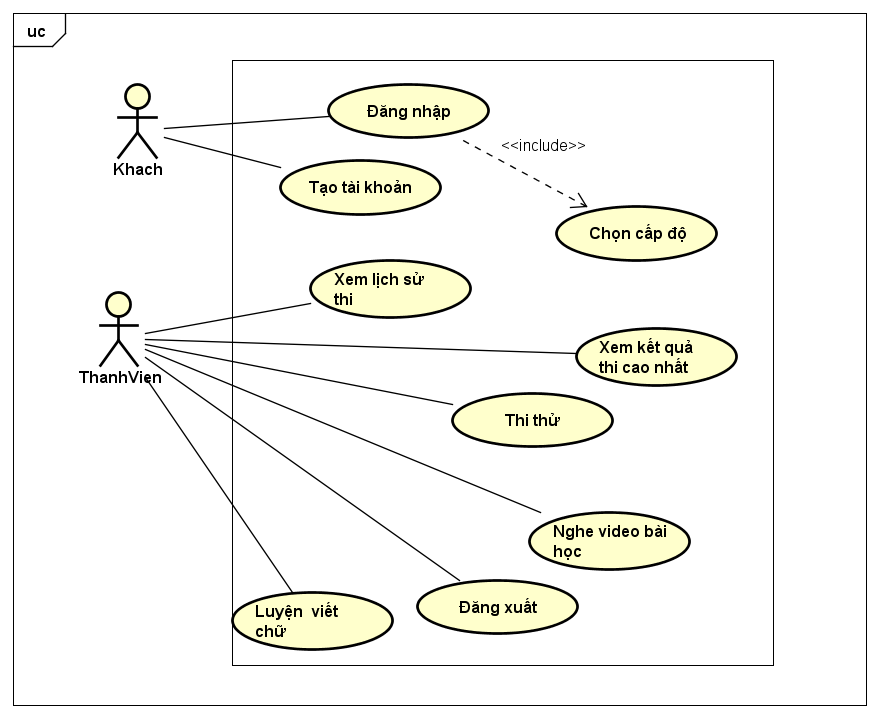 uc
Đăng nhập
<<include>>
Khach
Tạo tài khoản
Chọn cấp độ
Xem lịch sử
thi
Xem kết quả
thi cao nhất
ThanhVien
Thi thử
Nghe video bài
học
Đăng xuất
Luyện  viết
chữ